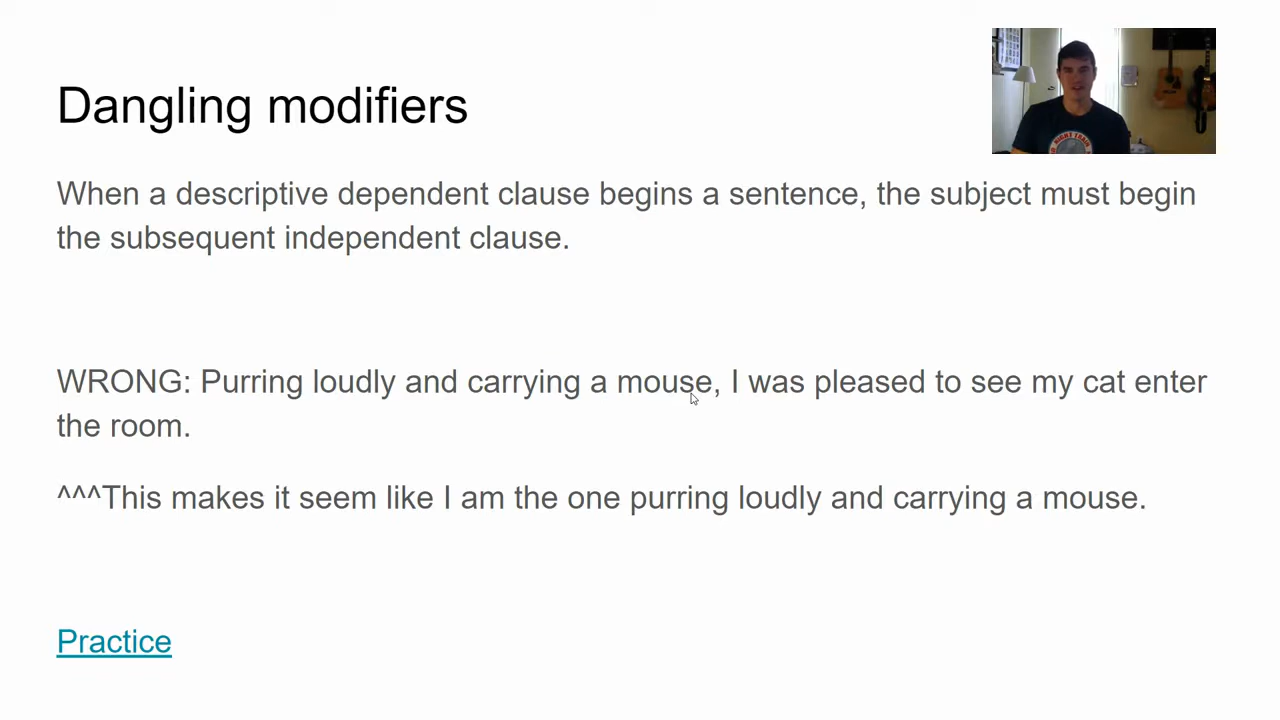 Dangling modifiers
When a descriptive dependent clause begins a sentence, the subject must begin
the subsequent independent clause.
WRONG: Purring loudly and carrying a mouse, I was pleased to see my cat enter
the room.
^^^This makes it seem like I am the one purring loudly and carrying a mouse.
Practice